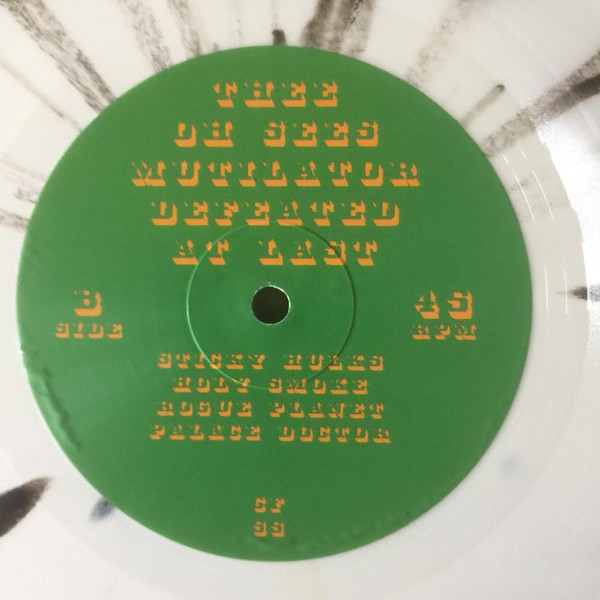 THEE
OH SEES
MUTILATOR
DEFEATED
AT LAST
B
SIDE
45
RPM
STICKY HULKS
HOLY SMOKE
ROGUE PLANET
PALACE DOCTOR
CF
SS